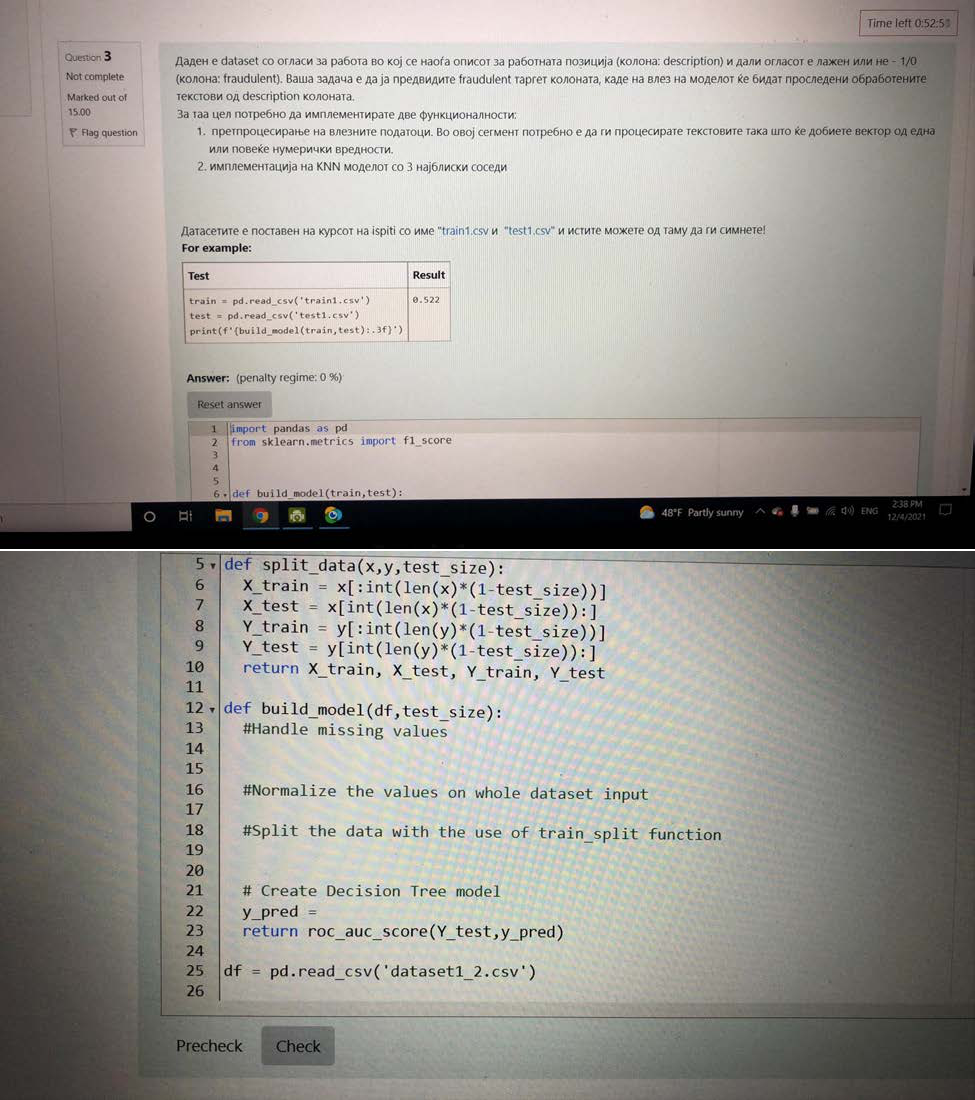 Time left 0:52:5
Question 3
Not complete
Marked out of
15.00
Flag question
Даден е dataset со огласи за работа во кој се наоѓа описот за работната позиција (колона: description) и дали огласот е лажен или не - 1/0
(колона: fraudulent). Ваша задача е да ја предвидите fraudulent таргет колоната, каде на влез на моделот ќе бидат проследени обработените
текстови од description колоната.
За таа цел потребно да имплементирате две функционалности:
1. претпроцесирање на влезните податоци. Во овој сегмент потребно е да ги процесирате текстовите така што ќе добиете вектор од една
или повеќе нумерички вредности.
2. имплементација на KNN моделот со 3 најблиски соседи
Датасетите е поставен на курсот на ispiti со име "train1.csv и "test1.csv" и истите можете од таму да ги симнете!
For example:
Test Result
train = pd.read_csv('train1.csv') 0.522
test = pd.read_csv('test1.csv')
print(f'{build_model(train,test):.3f}')
Answer: (penalty regime: 0 %)
Reset answer
1 import pandas as pd
2 from sklearn.metrics import f1_score
3
4
5
6 def build_model(train,test):
48°F Partly sunny ENG 2:38 PM
12/4/2021
5 def split_data(x,y,test_size):
6 X_train = x[:int(len(x)*(1-test_size))]
7 X_test = x[int(len(x)*(1-test_size)):]
8 Y_train = y[:int(len(y)*(1-test_size))]
9 Y_test = y[int(len(y)*(1-test_size)):]
10 return X_train, X_test, Y_train, Y_test
11
12 def build_model(df,test_size):
13 #Handle missing values
14
15
16 #Normalize the values on whole dataset input
17
18 #Split the data with the use of train_split function
19
20
21 # Create Decision Tree model
22 y_pred =
23 return roc_auc_score(Y_test,y_pred)
24
25 df = pd.read_csv('dataset1_2.csv')
26
Precheck Check